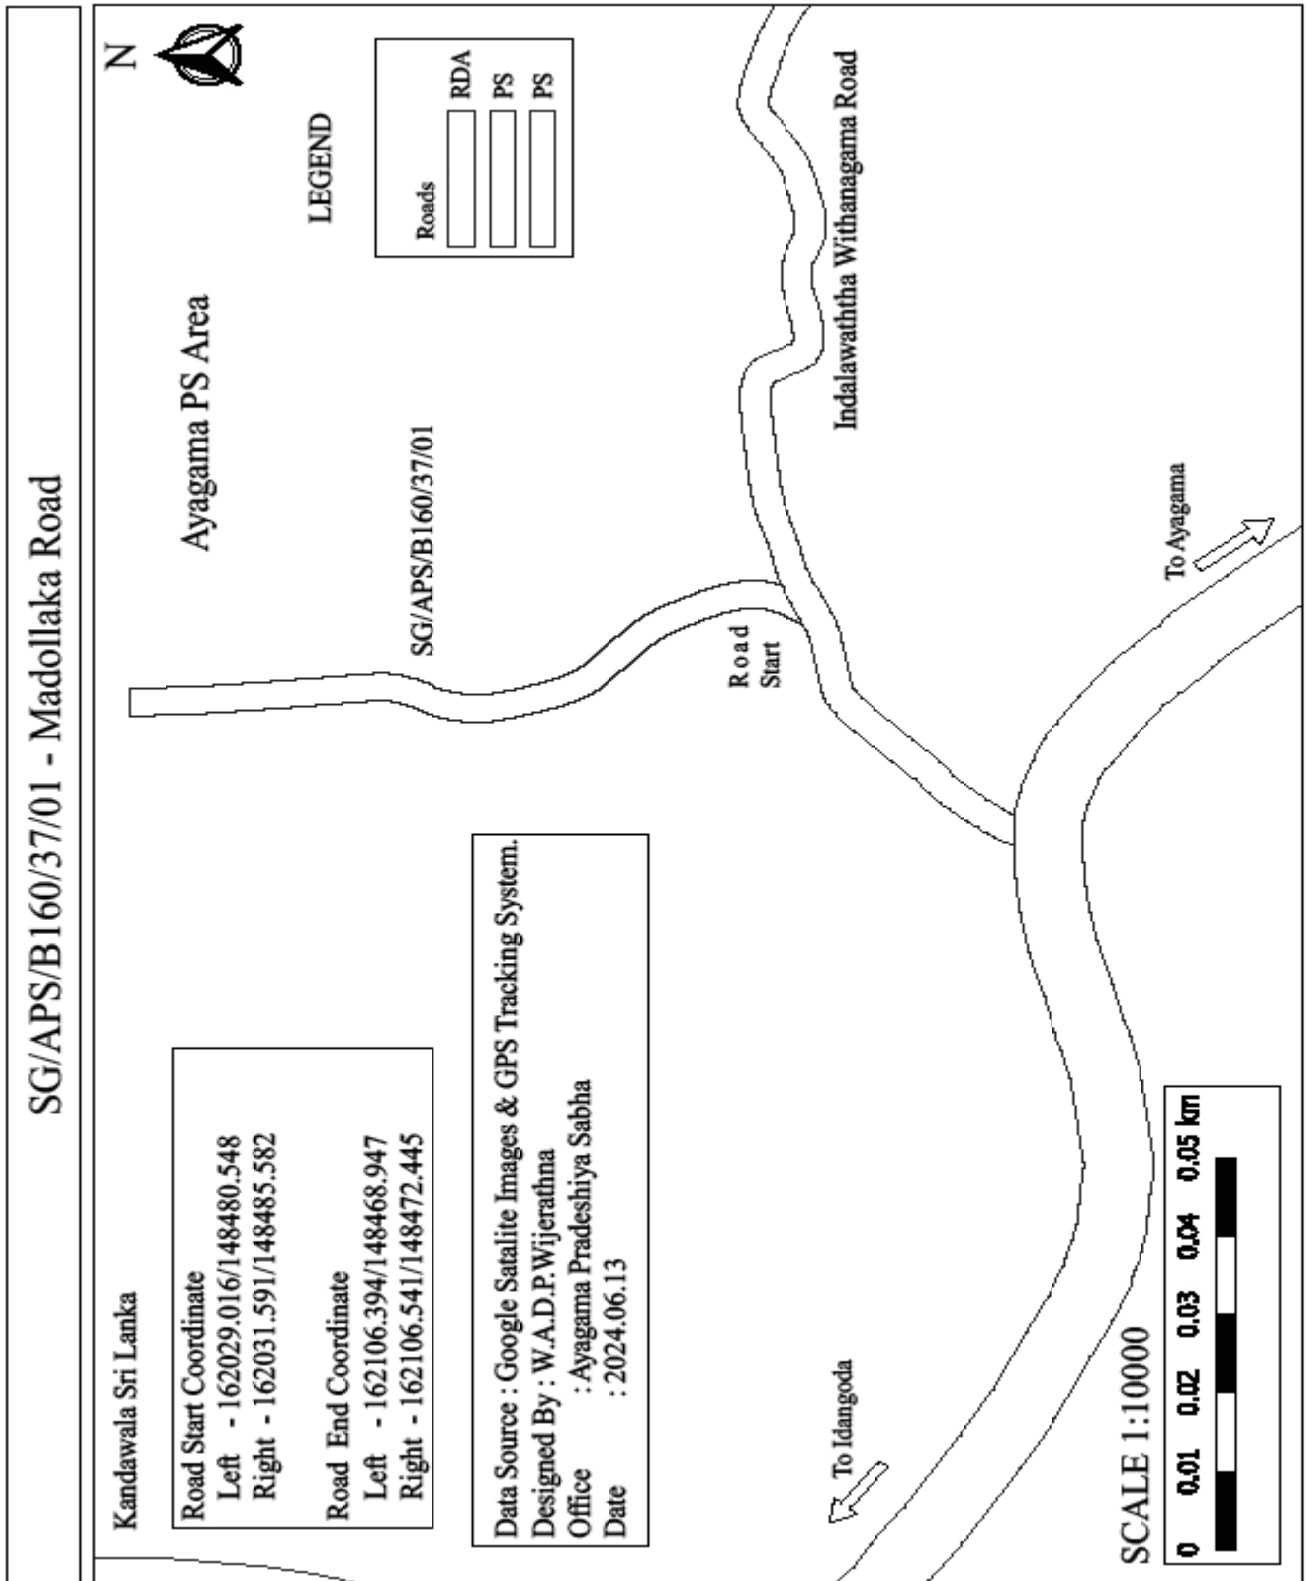 SG/APS/B160/37/01 - Madollaka Road
Kandawala Sri Lanka
N
Road Start Coordinate
Left - 162029.016/148480.548
Right - 162031.591/148485.582
Road End Coordinate
Left - 162106.394/148468.947
Right - 162106.541/148472.445
Ayagama PS Area
LEGEND
Roads
RDA
PS
PS
SG/APS/B160/37/01
Data Source : Google Satalite Images & GPS Tracking System.
Designed By : W.A.D.P.Wijerathna
Office : Ayagama Pradeshiya Sabha
Date : 2024.06.13
Road
Start
Indalawaththa Withanagama Road
To Idangoda
To Ayagama
SCALE 1:10000
0 0.01 0.02 0.03 0.04 0.05 km